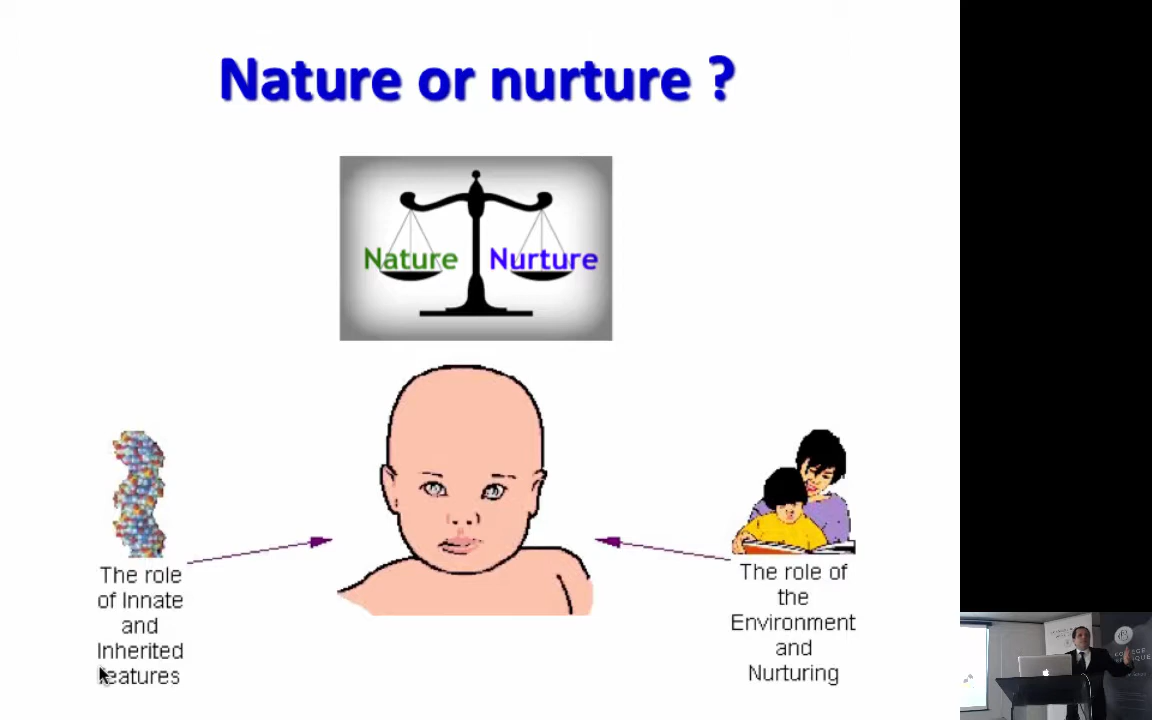 Nature or nurture ?
Nature Nurture
The role
of Innate
and
Inherited
Features
The role of
the
Environment
and
Nurturing